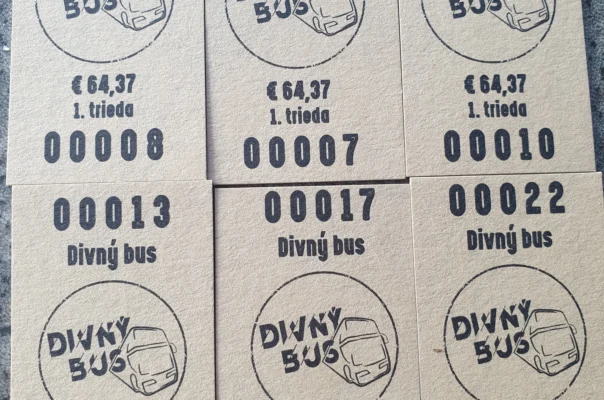 DIVNÝ
BUS
€ 64,37
1. trieda
00008
BUS
€ 64,37
1. trieda
00007
BUS
€ 64,37
1. trieda
00010
00013
Divný bus
DIVNÝ
BUS
00017
Divný bus
DIVNÝ
BUS
00022
Divný bus
DIVNÝ
BUS